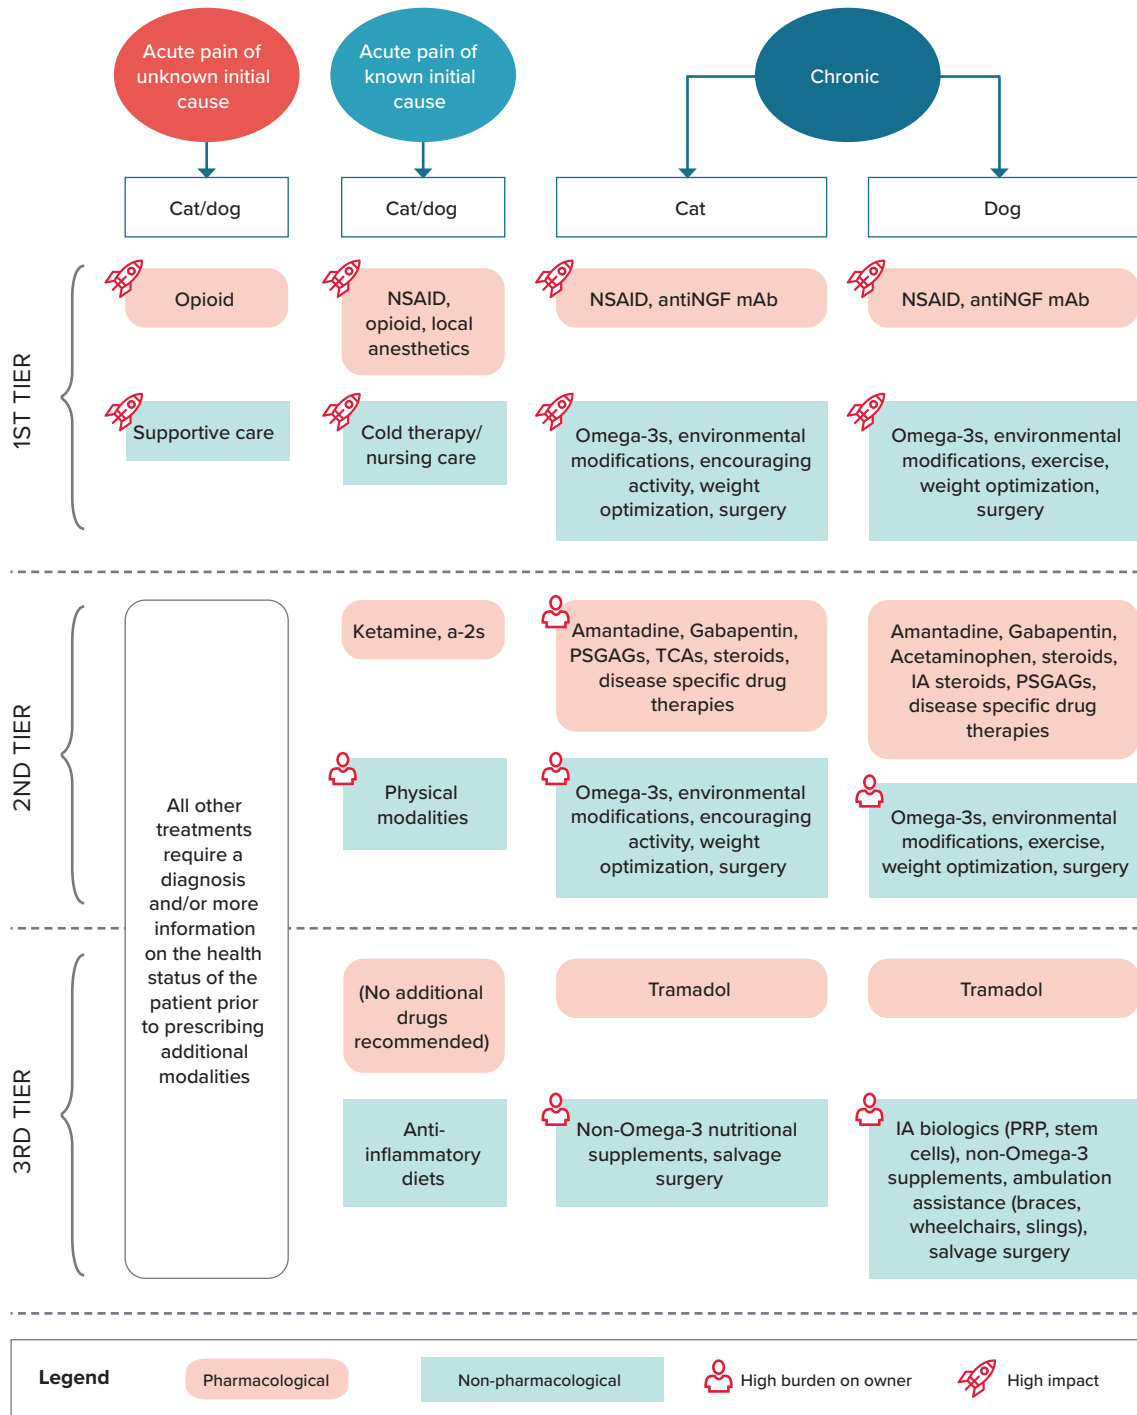 Acute pain of
unknown initial
cause
Acute pain of
known initial
cause
Chronic
Cat/dog
Cat/dog
Cat
Dog
1ST TIER
Opioid
NSAID,
opioid, local
anesthetics
NSAID, antiNGF mAb
NSAID, antiNGF mAb
Supportive care
Cold therapy/
nursing care
Omega-3s, environmental
modifications, encouraging
activity, weight
optimization, surgery
Omega-3s, environmental
modifications, exercise,
weight optimization,
surgery
2ND TIER
All other
treatments
require a
diagnosis
and/or more
information
on the health
status of the
patient prior
to prescribing
additional
modalities
Ketamine, a-2s
Amantadine, Gabapentin,
PSGAGs, TCAs, steroids,
disease specific drug
therapies
Amantadine, Gabapentin,
Acetaminophen, steroids,
IA steroids, PSGAGs,
disease specific drug
therapies
Physical
modalities
Omega-3s, environmental
modifications, encouraging
activity, weight
optimization, surgery
Omega-3s, environmental
modifications, exercise,
weight optimization, surgery
3RD TIER
(No additional
drugs
recommended)
Tramadol
Tramadol
Anti-
inflammatory
diets
Non-Omega-3 nutritional
supplements, salvage
surgery
IA biologics (PRP, stem
cells), non-Omega-3
supplements, ambulation
assistance (braces,
wheelchairs, slings),
salvage surgery
Legend
Pharmacological
Non-pharmacological
High burden on owner
High impact